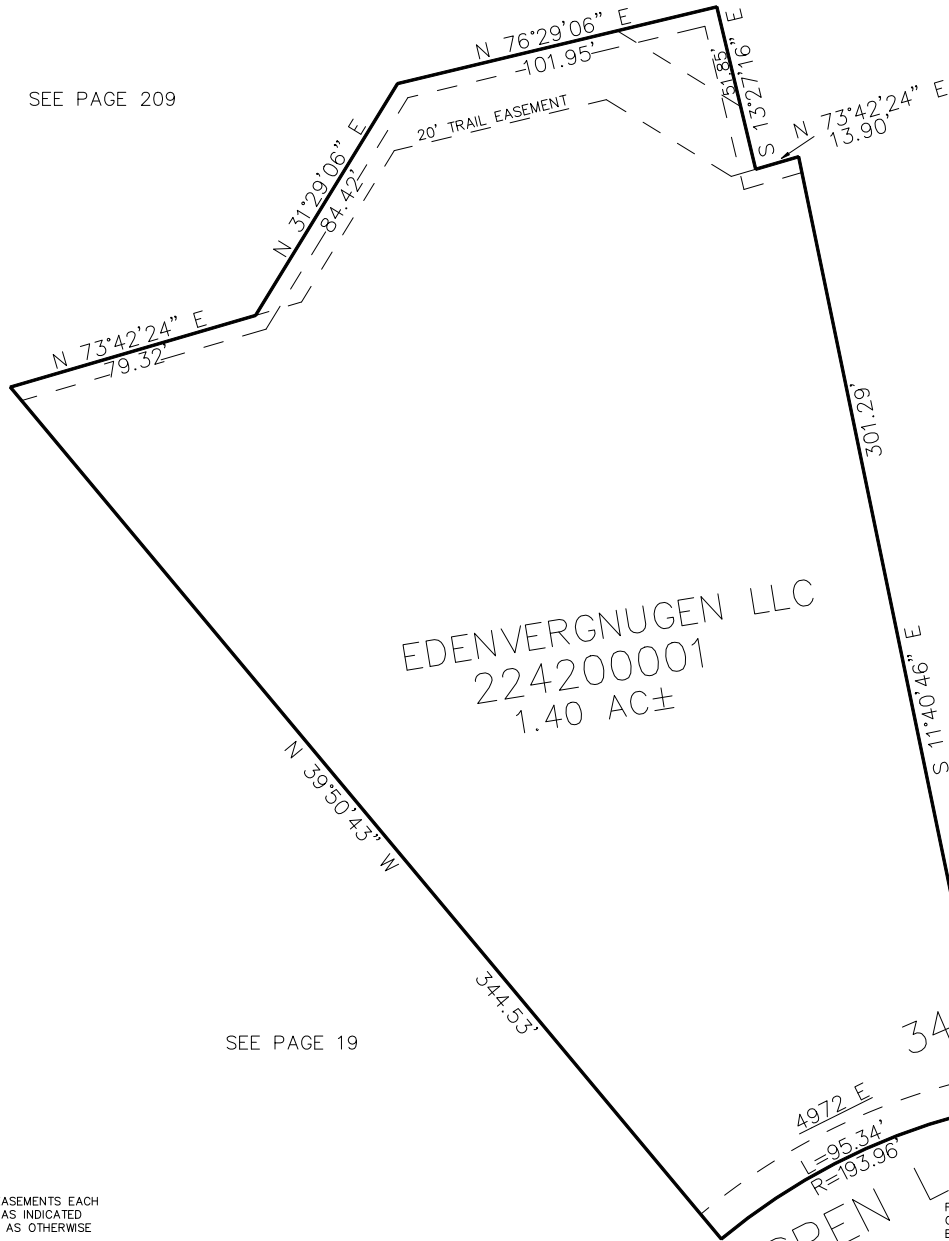 N 76°29'06" E
101.95'
SEE PAGE 209
20' TRAIL EASEMENT
S 13°27'16" E
51.85'
N 73°42'24" E
13.90'
N 31°29'06" E
84.42'
N 73°42'24" E
79.32'
301.29'
S 11°40'46" E
EDENVERGNUGEN LLC
224200001
1.40 AC±
N 39°50'43" W
344.53'
SEE PAGE 19
34
4972 E
L=95.34'
R=193.96'
ASEMENTS EACH
AS INDICATED
AS OTHERWISE